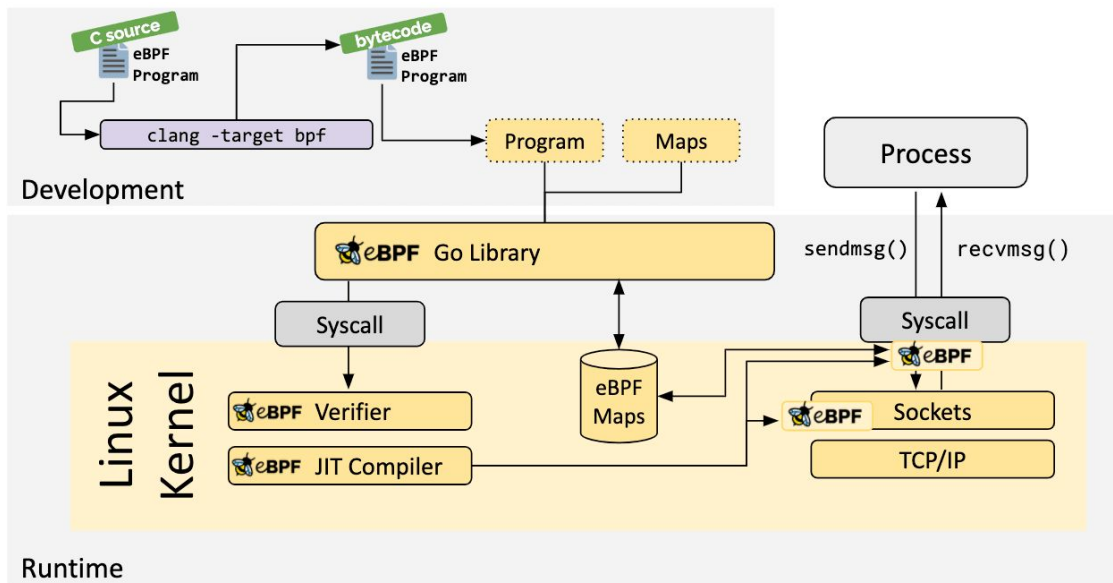 C source
eBPF
Program
bytecode
eBPF
Program
clang -target bpf
Program
Maps
Development
Process
eBPF Go Library
sendmsg()
recvmsg()
Syscall
Syscall
eBPF
Linux
Kernel
eBPF
Maps
eBPF Verifier
eBPF Sockets
eBPF JIT Compiler
TCP/IP
Runtime